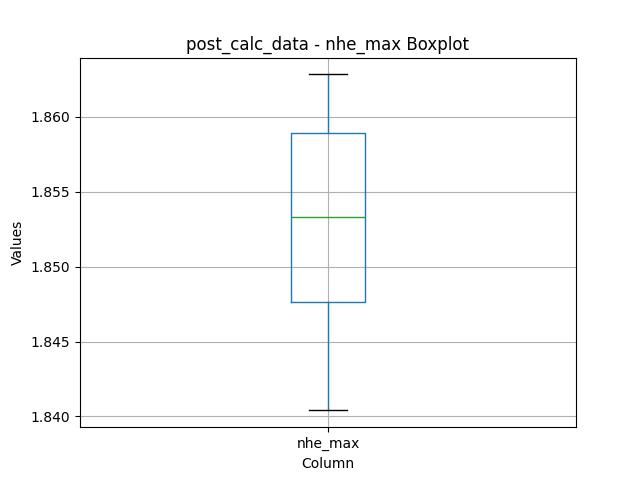 post_calc_data - nhe_max Boxplot
1.860
1.855
1.850
1.845
1.840
Values
nhe_max
Column